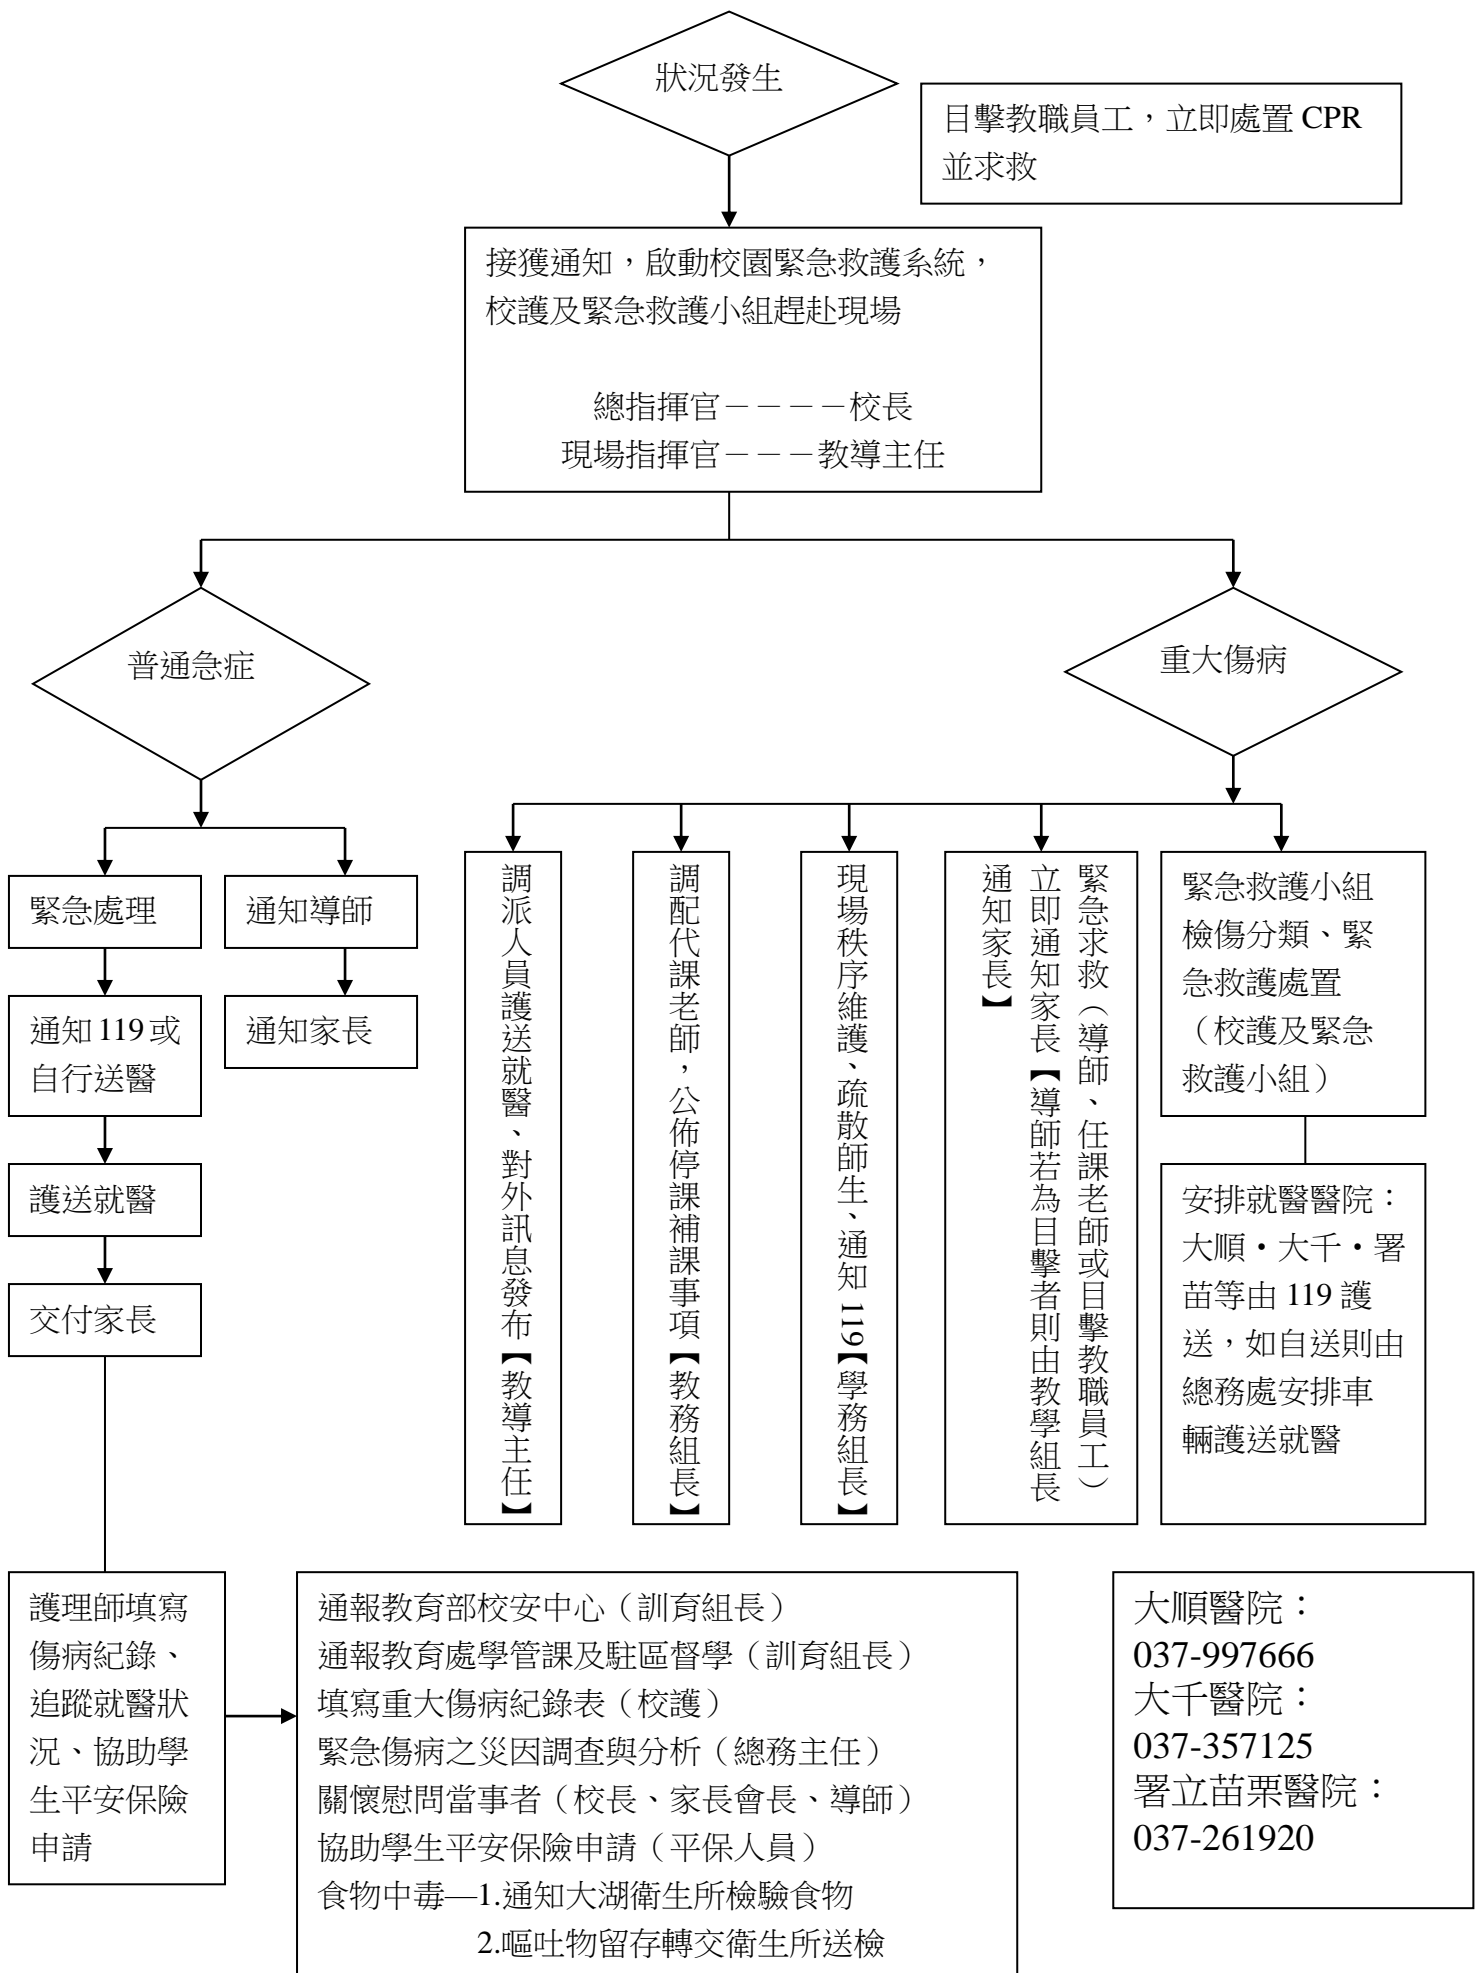 狀況發生
目擊教職員工，立即處置 CPR
並求救
接獲通知，啟動校園緊急救護系統，
校護及緊急救護小組趕赴現場
總指揮官－－－－校長
現場指揮官－－－教導主任
普通急症
重大傷病
緊急處理
通知導師
通知 119 或
自行送醫
通知家長
護送就醫
交付家長
調派人員護送就醫、對外訊息發布【教導主任】
調配代課老師，公佈停課補課事項【教務組長】
現場秩序維護、疏散師生、通知 119【學務組長】
緊急求救（導師、任課老師或目擊教職員工）
立即通知家長【導師若為目擊者則由教學組長
通知家長】
緊急救護小組
檢傷分類、緊
急救護處置
（校護及緊急
救護小組）
安排就醫醫院：
大順‧大千‧署
苗等由 119 護
送，如自送則由
總務處安排車
輛護送就醫
護理師填寫
傷病紀錄、
追蹤就醫狀
況、協助學
生平安保險
申請
通報教育部校安中心（訓育組長）
通報教育處學管課及駐區督學（訓育組長）
填寫重大傷病紀錄表（校護）
緊急傷病之災因調查與分析（總務主任）
關懷慰問當事者（校長、家長會長、導師）
協助學生平安保險申請（平保人員）
食物中毒—1.通知大湖衛生所檢驗食物
2.嘔吐物留存轉交衛生所送檢
大順醫院：
037-997666
大千醫院：
037-357125
署立苗栗醫院：
037-261920